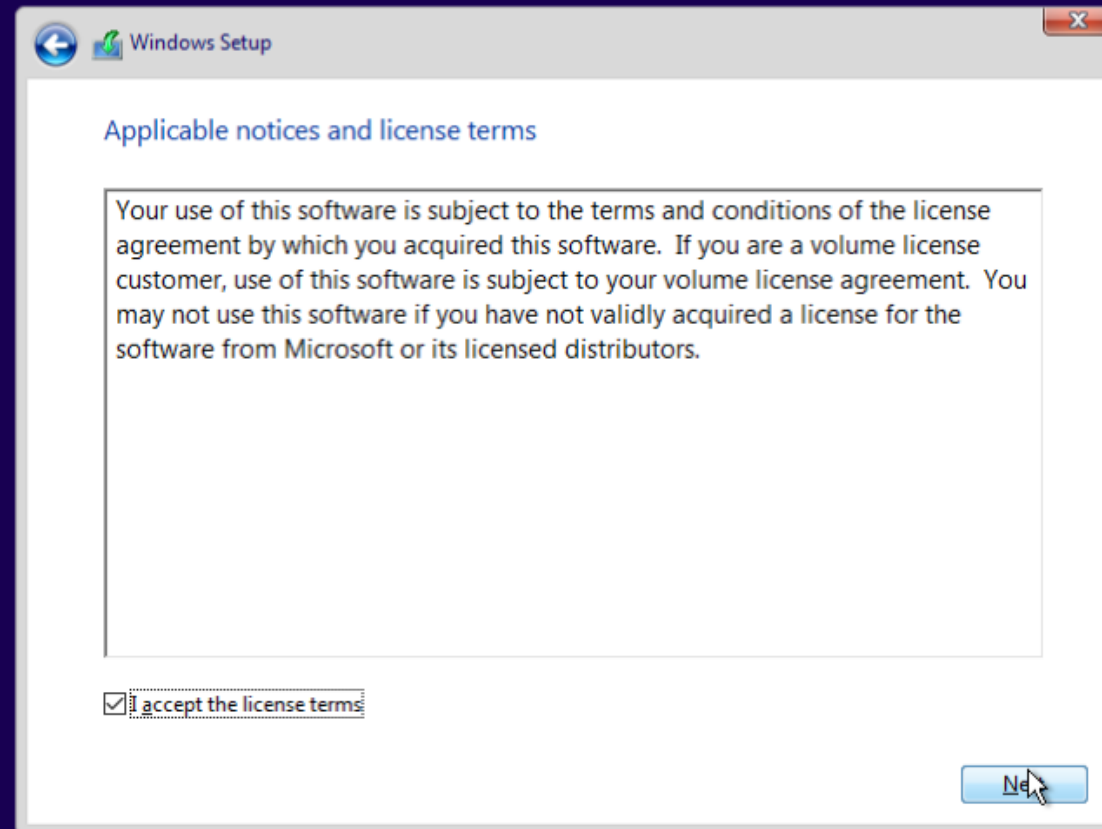 Windows Setup
Applicable notices and license terms
Your use of this software is subject to the terms and conditions of the license
agreement by which you acquired this software.  If you are a volume license
customer, use of this software is subject to your volume license agreement.  You
may not use this software if you have not validly acquired a license for the
software from Microsoft or its licensed distributors.
I accept the license terms